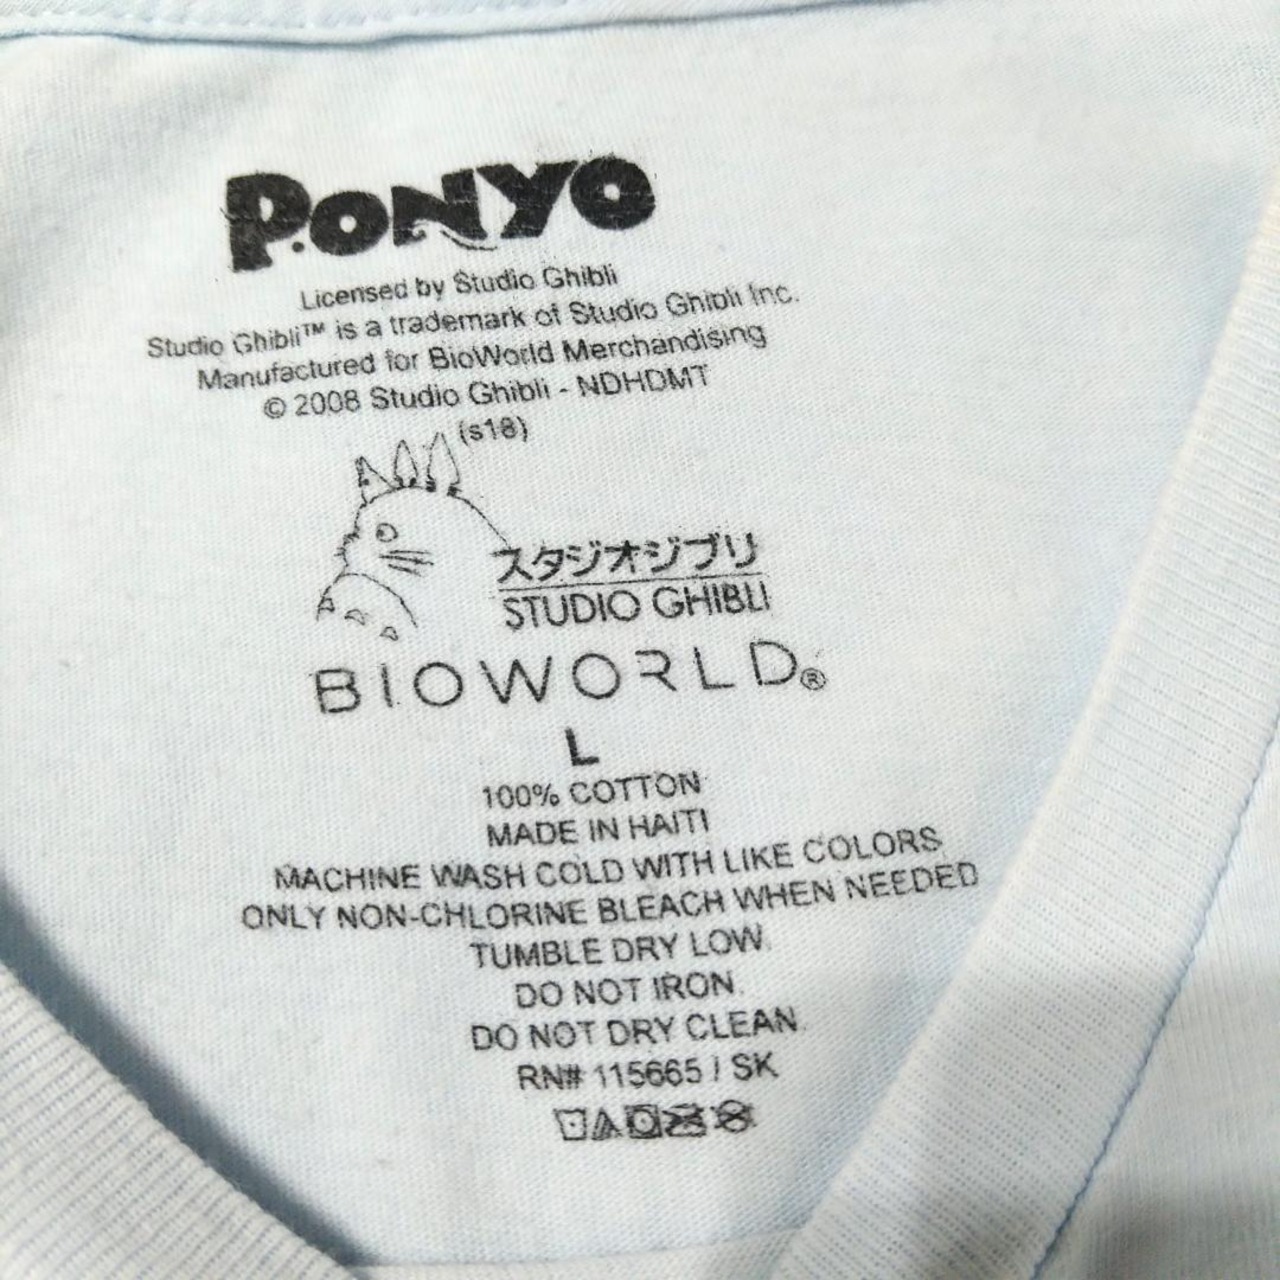 PONYO
Licensed by Studio Ghibli
Studio Ghibli™ is a trademark of Studio Ghibli Inc.
Manufactured for BioWorld Merchandising
© 2008 Studio Ghibli - NDHDMT
(s18)
スタジオジブリ
STUDIO GHIBLI
BIOWORLD®
L
100% COTTON
MADE IN HAITI
MACHINE WASH COLD WITH LIKE COLORS
ONLY NON-CHLORINE BLEACH WHEN NEEDED
TUMBLE DRY LOW.
DO NOT IRON.
DO NOT DRY CLEAN.
RN# 115665 / SK